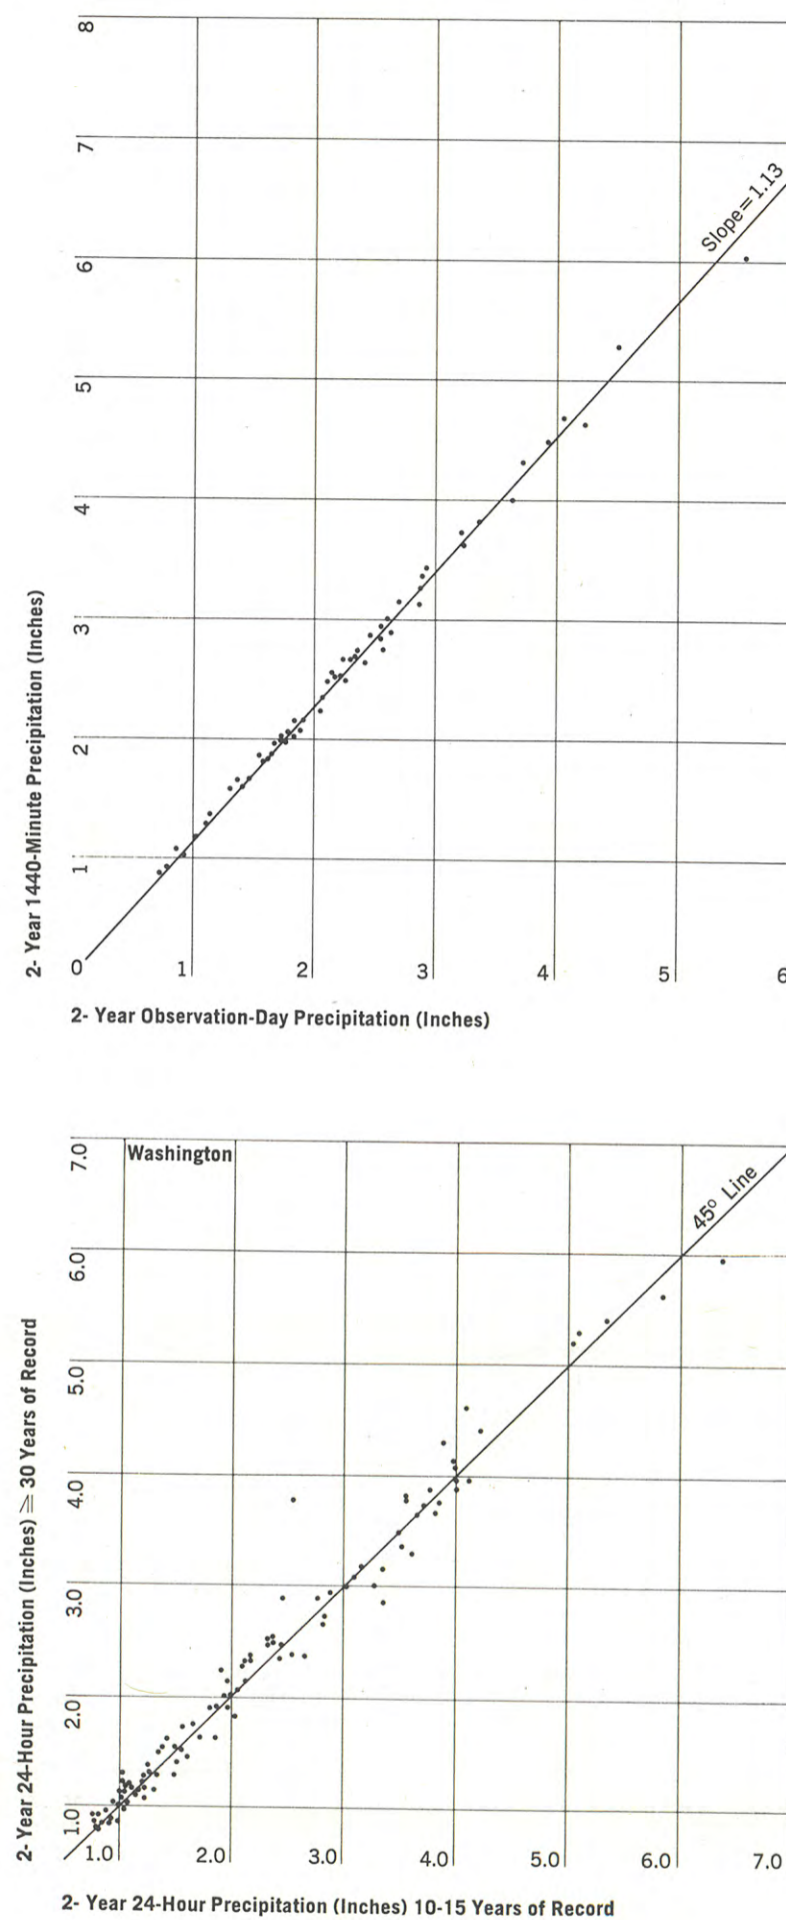 8
7
6
5
4
3
2
1
0
2- Year 1440-Minute Precipitation (Inches)
Slope=1.13
1 2 3 4 5 6
2- Year Observation-Day Precipitation (Inches)
Washington
7.0
6.0
5.0
4.0
3.0
2.0
1.0
2- Year 24-Hour Precipitation (Inches) ≧ 30 Years of Record
45º Line
1.0 2.0 3.0 4.0 5.0 6.0 7.0
2- Year 24-Hour Precipitation (Inches) 10-15 Years of Record